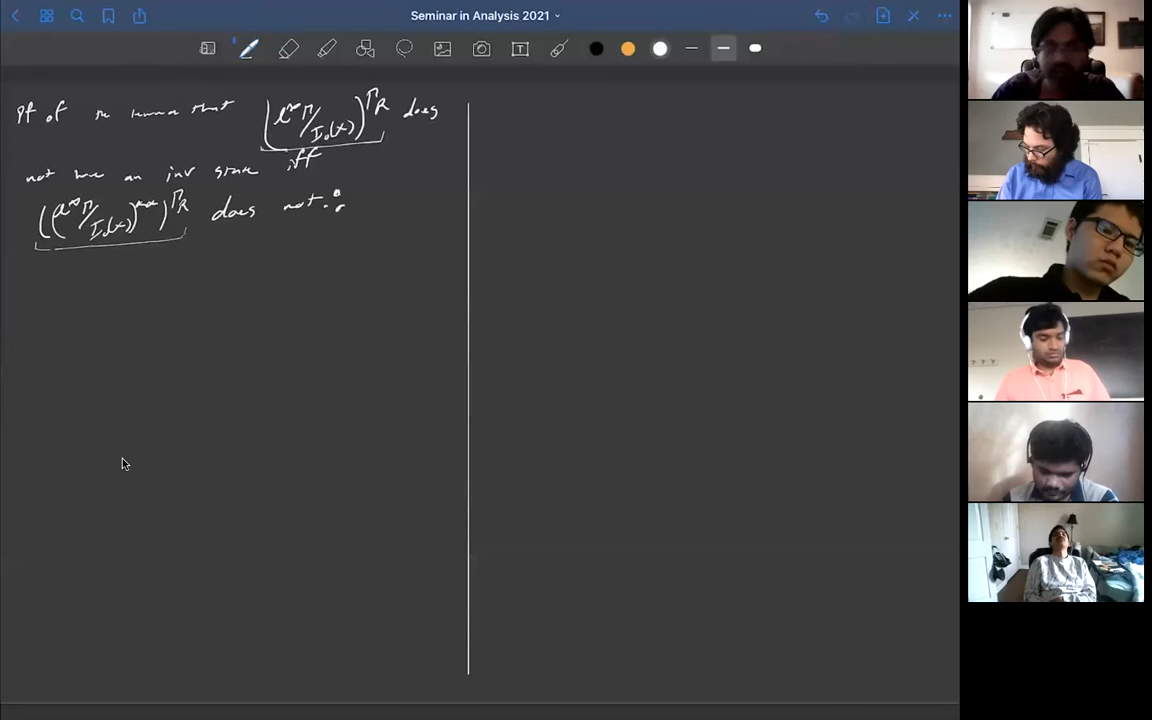 Seminar in Analysis 2021
Pf of the lemma that (ℓ^∞Γ/I_0(X))^{Γ_R} does
not have an inv state iff
((ℓ^∞Γ/I_0(X))^{**})^{Γ_R} does not: